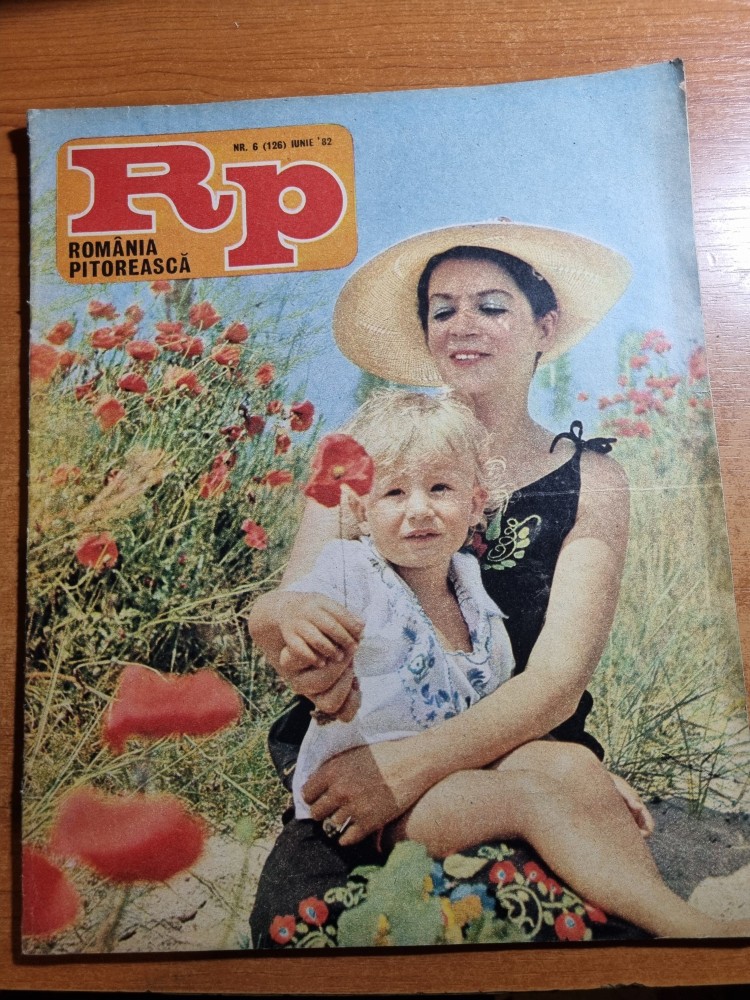 NR. 6 (126) IUNIE '82
Rp
ROMÂNIA
PITOREASCĂ